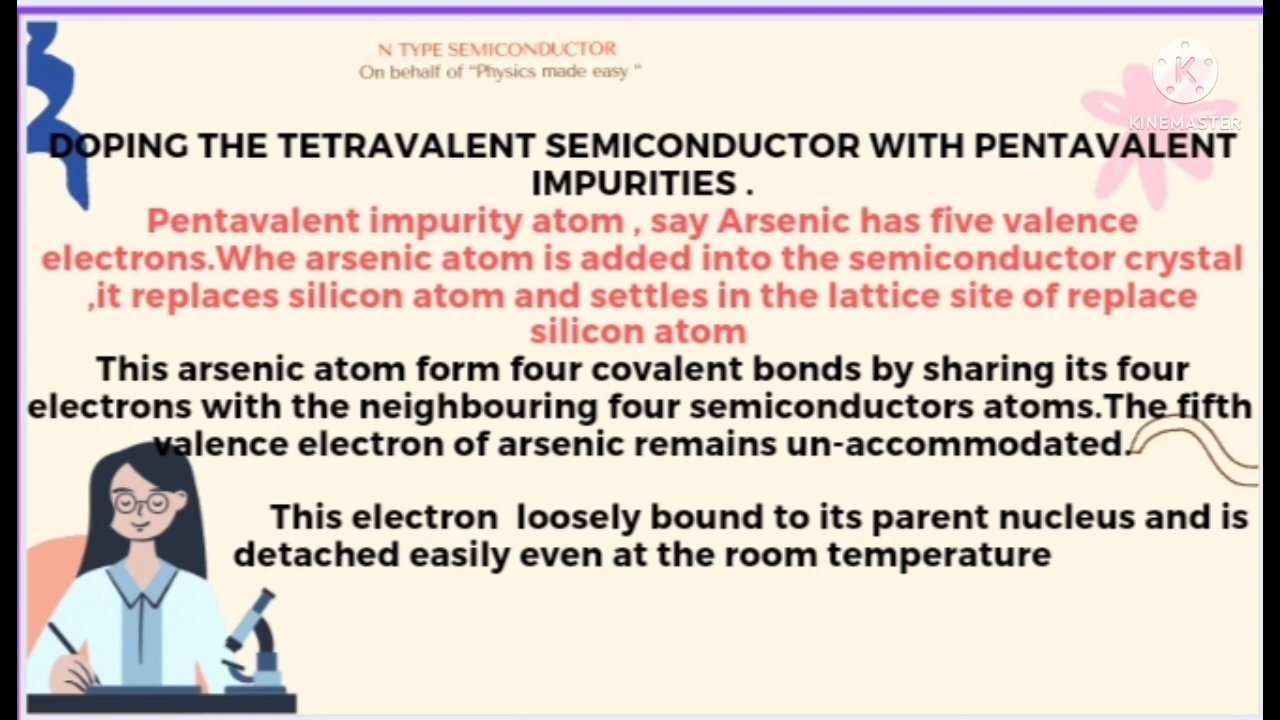 N TYPE SEMICONDUCTOR
On behalf of "Physics made easy "
K
KINEMASTER
DOPING THE TETRAVALENT SEMICONDUCTOR WITH PENTAVALENT
IMPURITIES .
Pentavalent impurity atom , say Arsenic has five valence
electrons.Whe arsenic atom is added into the semiconductor crystal
,it replaces silicon atom and settles in the lattice site of replace
silicon atom
This arsenic atom form four covalent bonds by sharing its four
electrons with the neighbouring four semiconductors atoms.The fifth
valence electron of arsenic remains un-accommodated.
This electron loosely bound to its parent nucleus and is
detached easily even at the room temperature